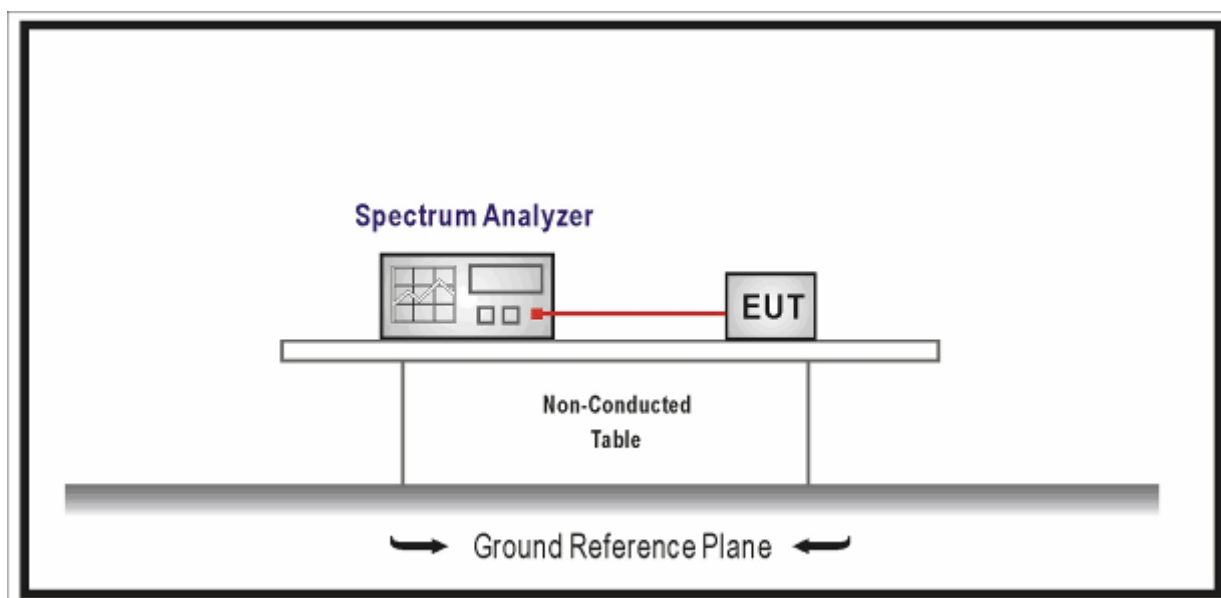 Spectrum Analyzer
EUT
Non-Conducted
Table
Ground Reference Plane